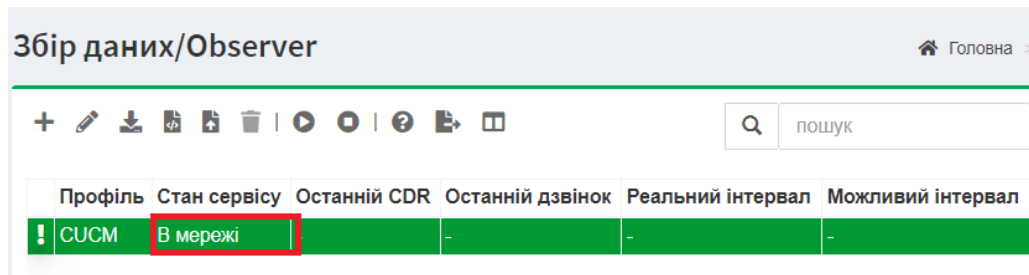 Збір даних/Observer
Головна >
пошук
Профіль Стан сервісу Останній CDR Останній дзвінок Реальний інтервал Можливий інтервал
! CUCM В мережі - - - -